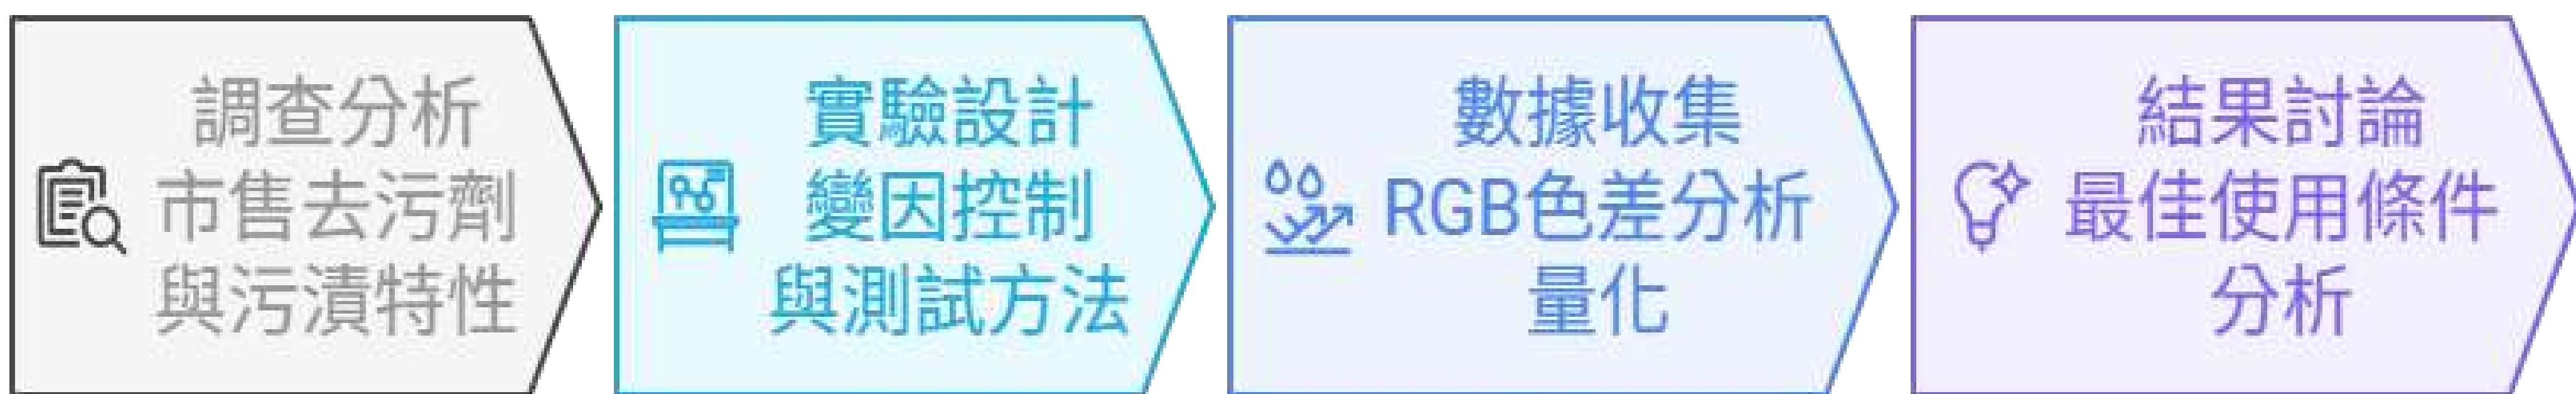 調查分析
市售去污劑
與污漬特性
實驗設計
變因控制
與測試方法
數據收集
RGB色差分析
量化
結果討論
最佳使用條件
分析